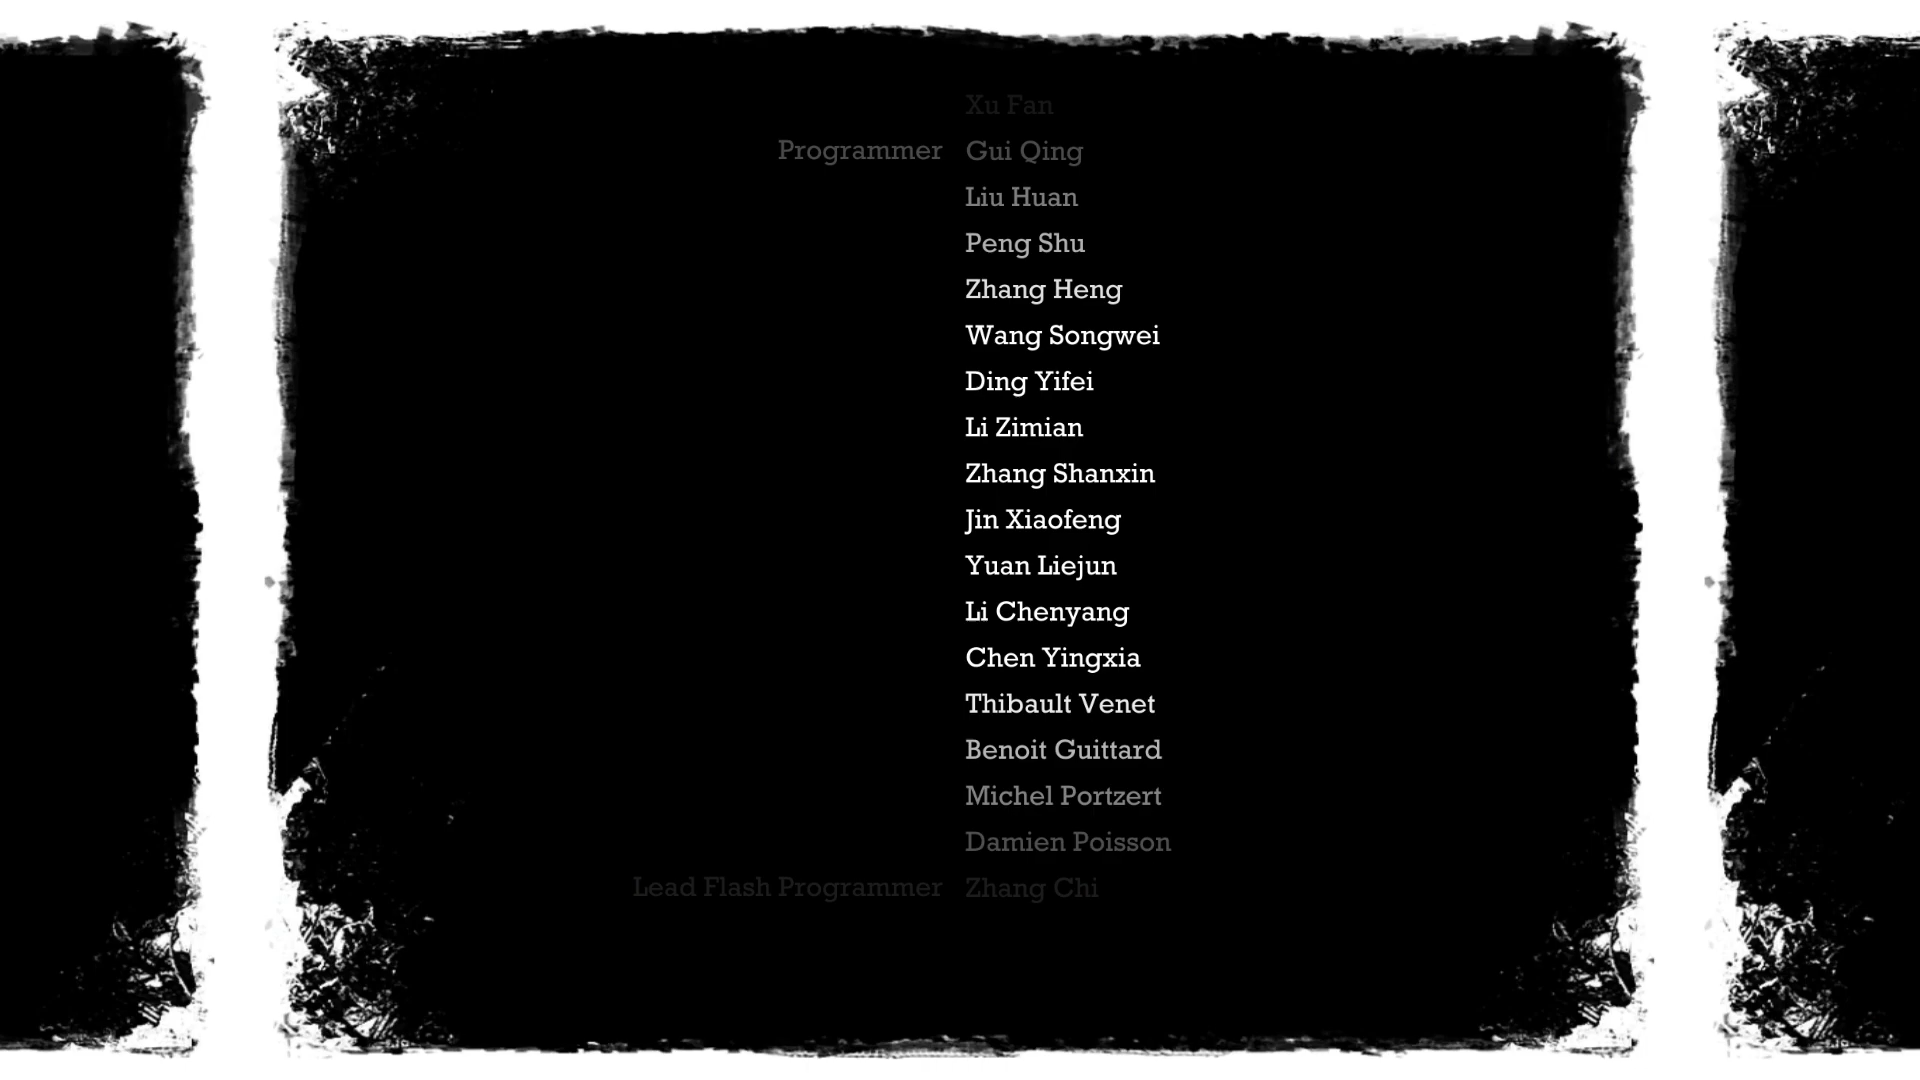 Xu Fan
Programmer Gui Qing
Liu Huan
Peng Shu
Zhang Heng
Wang Songwei
Ding Yifei
Li Zimian
Zhang Shanxin
Jin Xiaofeng
Yuan Liejun
Li Chenyang
Chen Yingxia
Thibault Venet
Benoit Guittard
Michel Portzert
Damien Poisson
Lead Flash Programmer Zhang Chi